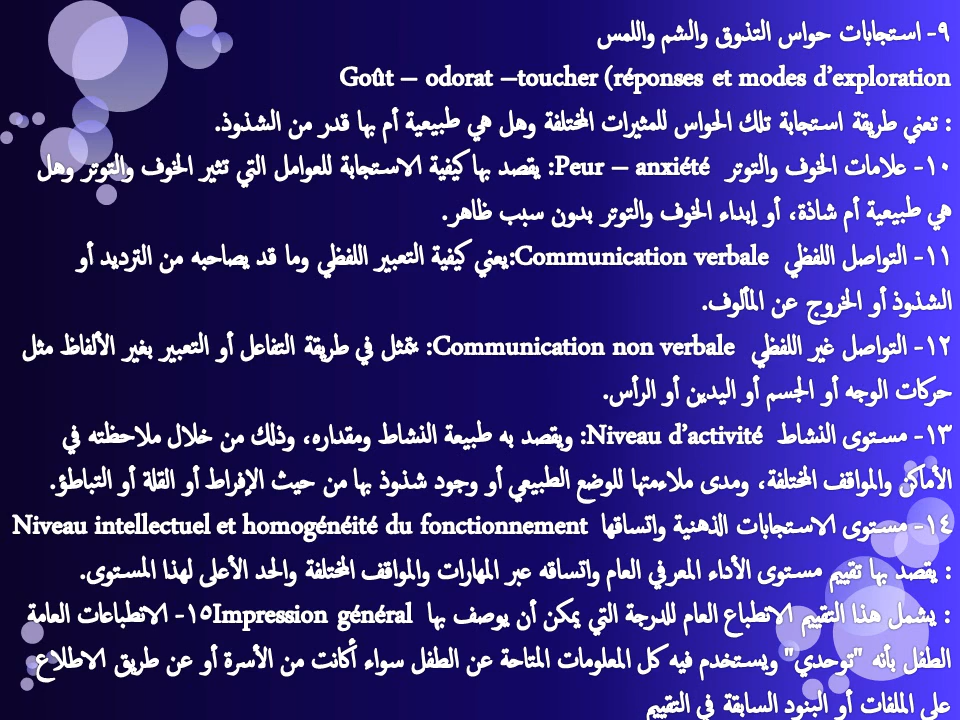 ٩- استجابات حواس التذوق والشم واللمس
Goût – odorat –toucher (réponses et modes d’exploration
: تعني طريقة استجابة تلك الحواس للمثيرات المختلفة وهل هي طبيعية أم بها قدر من الشذوذ.
١٠- علامات الخوف والتوتر Peur – anxiété: يقصد بها كيفية الاستجابة للعوامل التي تثير الخوف والتوتر وهل
هي طبيعية أم شاذة، أو إبداء الخوف والتوتر بدون سبب ظاهر.
١١- التواصل اللفظي Communication verbale:يعني كيفية التعبير اللفظي وما قد يصاحبه من الترديد أو
الشذوذ أو الخروج عن المألوف.
١٢- التواصل غير اللفظي Communication non verbale: تتمثل في طريقة التفاعل أو التعبير بغير الألفاظ مثل
حركات الوجه أو الجسم أو اليدين أو الرأس.
١٣- مستوى النشاط Niveau d’activité: ويقصد به طبيعة النشاط ومقداره، وذلك من خلال ملاحظته في
الأماكن والمواقف المختلفة، ومدى ملاءمتها للوضع الطبيعي أو وجود شذوذ بها من حيث الإفراط أو القلة أو التباطؤ.
١٤- مستوى الاستجابات الذهنية واتساقها Niveau intellectuel et homogénéité du fonctionnement
: يقصد بها تقييم مستوى الأداء المعرفي العام واتساقه عبر المهارات والمواقف المختلفة والحد الأعلى لهذا المستوى.
: يشمل هذا التقييم الانطباع العام للدرجة التي يمكن أن يوصف بها Impression général١٥- الانطباعات العامة
الطفل بأنه "توحدي" ويستخدم فيه كل المعلومات المتاحة عن الطفل سواء أكانت من الأسرة أو عن طريق الاطلاع
على الملفات أو البنود السابقة في التقييم